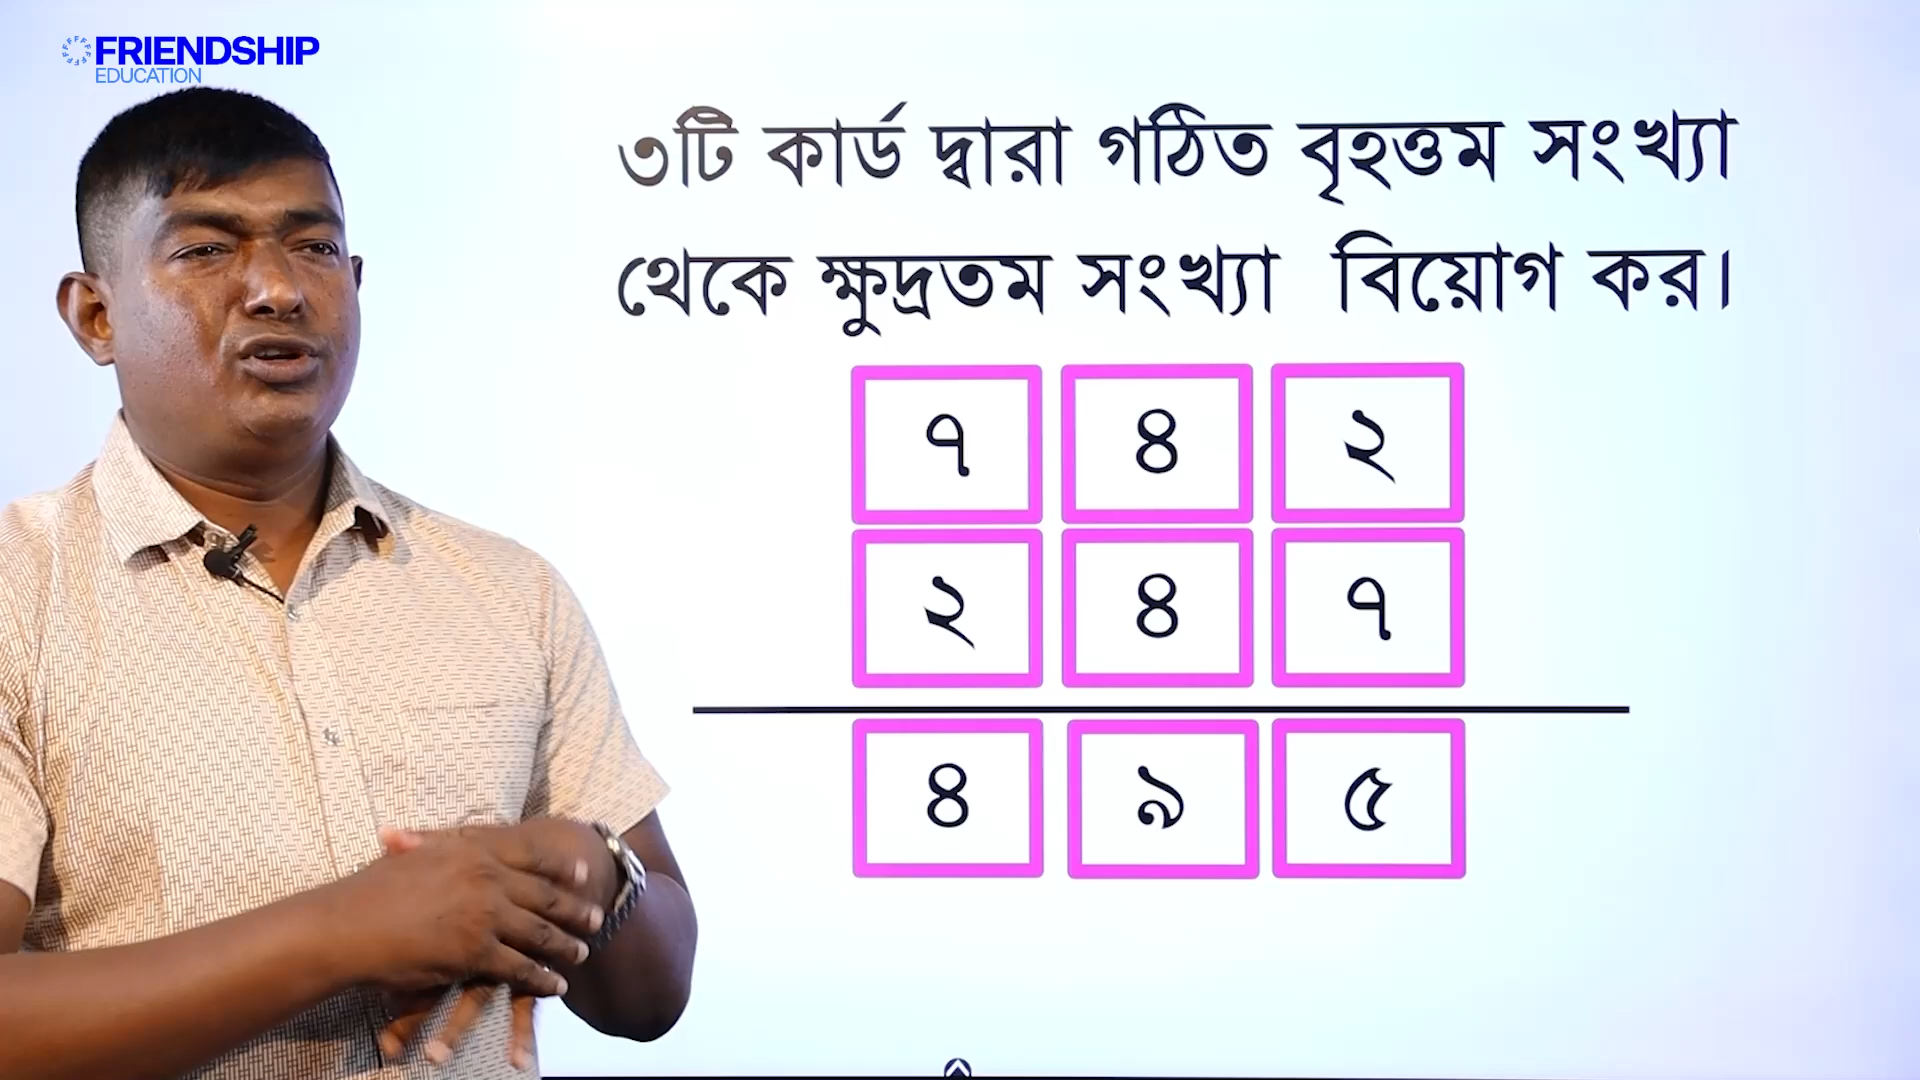 FRIENDSHIP
EDUCATION
৩টি কার্ড দ্বারা গঠিত বৃহত্তম সংখ্যা
থেকে ক্ষুদ্রতম সংখ্যা বিয়োগ কর।
৭ ৪ ২
২ ৪ ৭
৪ ৯ ৫